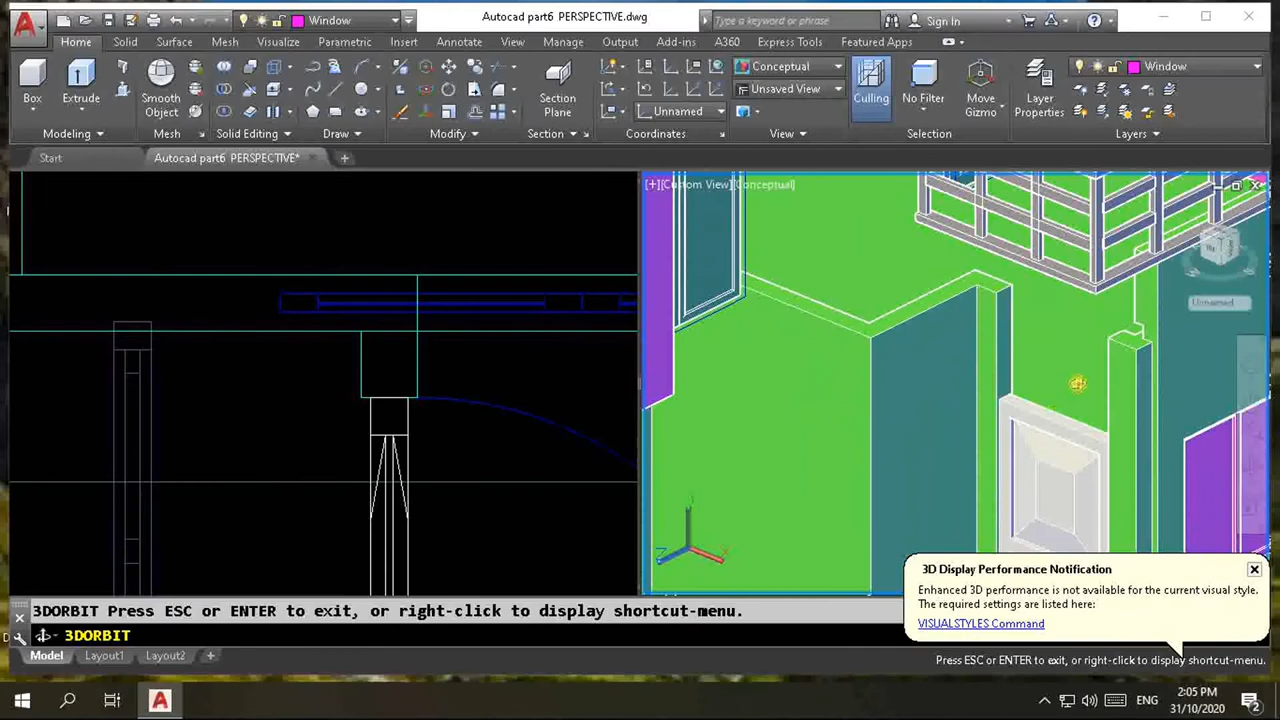 Window
Autocad part6 PERSPECTIVE.dwg
Type a keyword or phrase
Sign In
Home Solid Surface Mesh Visualize Parametric Insert Annotate View Manage Output Add-ins A360 Express Tools Featured Apps
Box
Extrude
Smooth
Object
Section
Plane
Conceptual
Unsaved View
Unnamed
Culling
No Filter
Move
Gizmo
Layer
Properties
Window
Modeling
Mesh
Solid Editing
Draw
Modify
Section
Coordinates
View
Selection
Layers
Start
Autocad part6 PERSPECTIVE*
[+][Custom View][Conceptual]
Unnamed
3D Display Performance Notification
Enhanced 3D performance is not available for the current visual style.
The required settings are listed here:
VISUALSTYLES Command
3DORBIT Press ESC or ENTER to exit, or right-click to display shortcut-menu.
3DORBIT
Model Layout1 Layout2
Press ESC or ENTER to exit, or right-click to display shortcut-menu.
ENG
2:05 PM
31/10/2020
2